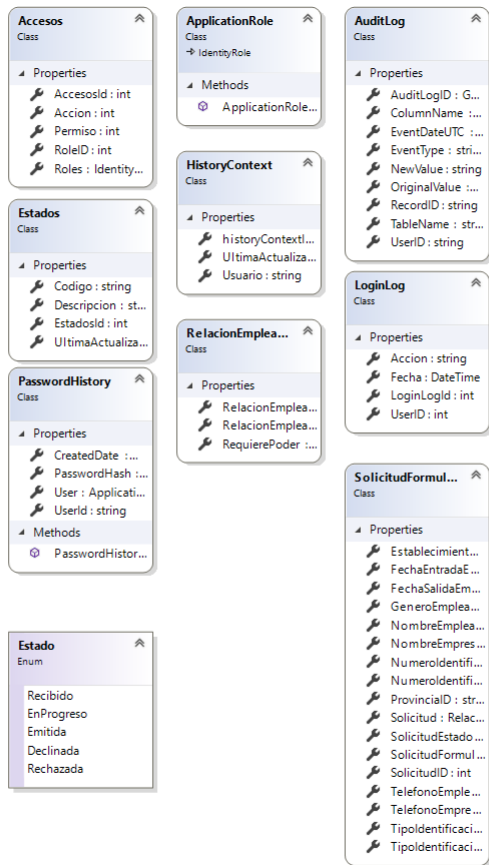 Accesos
Class
Properties
AccesosId : int
Accion : int
Permiso : int
RoleID : int
Roles : Identity...
Estados
Class
Properties
Codigo : string
Descripcion : st...
EstadosId : int
UltimaActualiza...
PasswordHistory
Class
Properties
CreatedDate : ...
PasswordHash : ...
User : Applicati...
UserId : string
Methods
PasswordHistor...
Estado
Enum
Recibido
EnProgreso
Emitida
Declinada
Rechazada
ApplicationRole
Class
IdentityRole
Methods
ApplicationRole...
HistoryContext
Class
Properties
historyContextI...
UltimaActualiza...
Usuario : string
RelacionEmplea...
Class
Properties
RelacionEmplea...
RelacionEmplea...
RequierePoder : ...
AuditLog
Class
Properties
AuditLogID : G...
ColumnName : ...
EventDateUTC : ...
EventType : stri...
NewValue : string
OriginalValue : ...
RecordID : string
TableName : str...
UserID : string
LoginLog
Class
Properties
Accion : string
Fecha : DateTime
LoginLogId : int
UserID : int
SolicitudFormul...
Class
Properties
Establecimient...
FechaEntradaE...
FechaSalidaEm...
GeneroEmplea...
NombreEmplea...
NombreEmpres...
NumeroIdentifi...
NumeroIdentifi...
ProvinciaID : str...
Solicitud : Relac...
SolicitudEstado ...
SolicitudFormul...
SolicitudID : int
TelefonoEmple...
TelefonoEmpre...
TipoIdentificaci...
TipoIdentificaci...